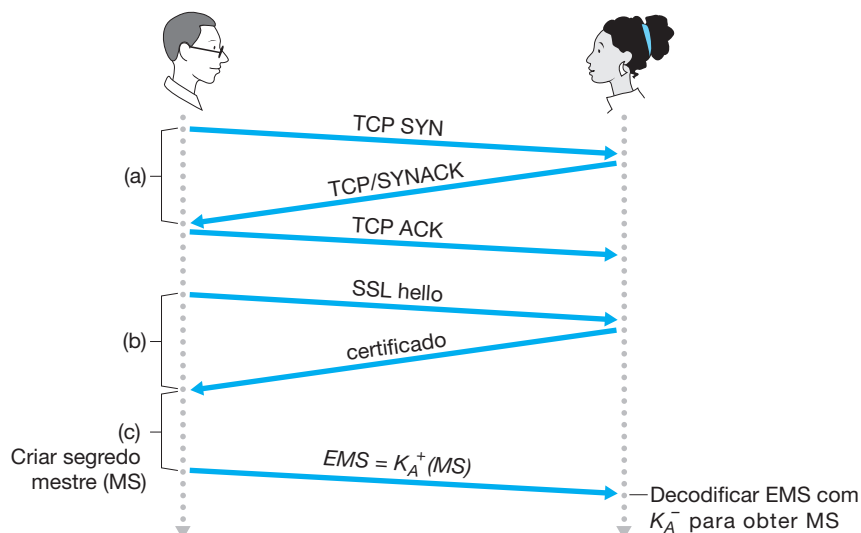 TCP SYN
(a)
TCP/SYNACK
TCP ACK
SSL hello
(b)
certificado
(c)
Criar segredo
mestre (MS)
EMS = K_A^+(MS)
Decodificar EMS com
K_A^- para obter MS